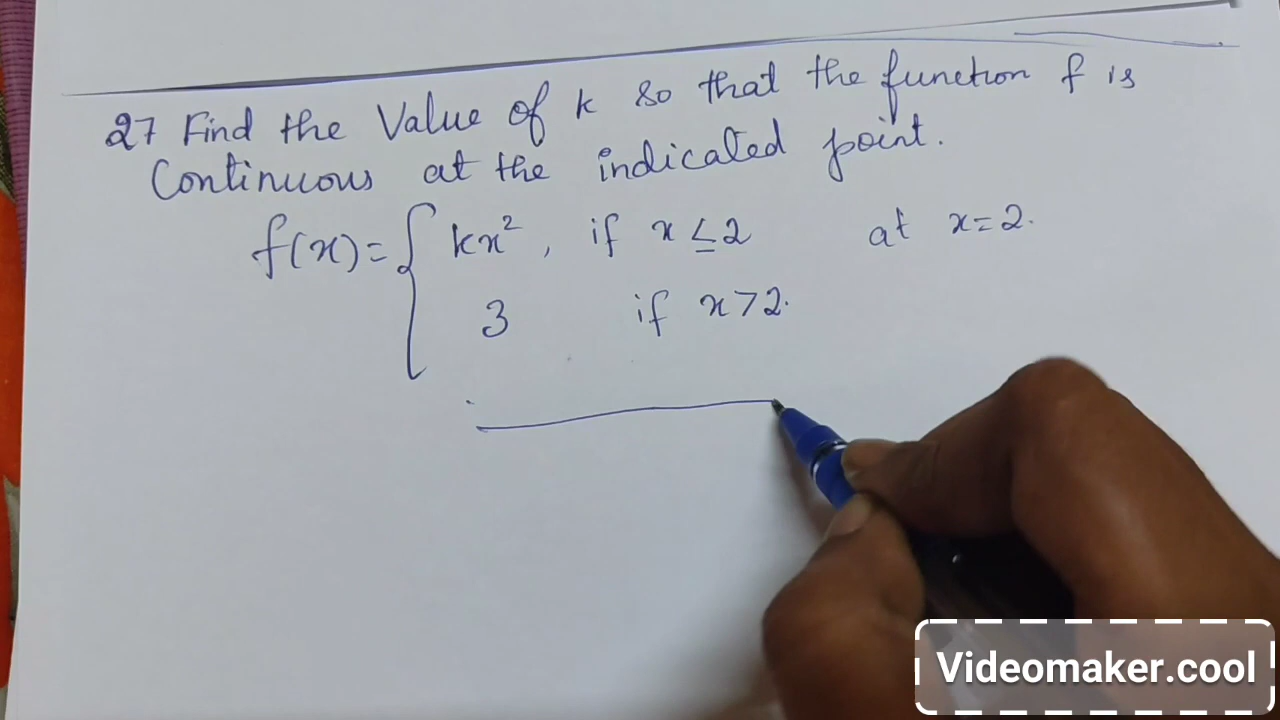 27 Find the Value of k so that the function f is
Continuous at the indicated point.
f(x)= { kx², if x ≤ 2 at x=2.
3 if x>2.
Videomaker.cool